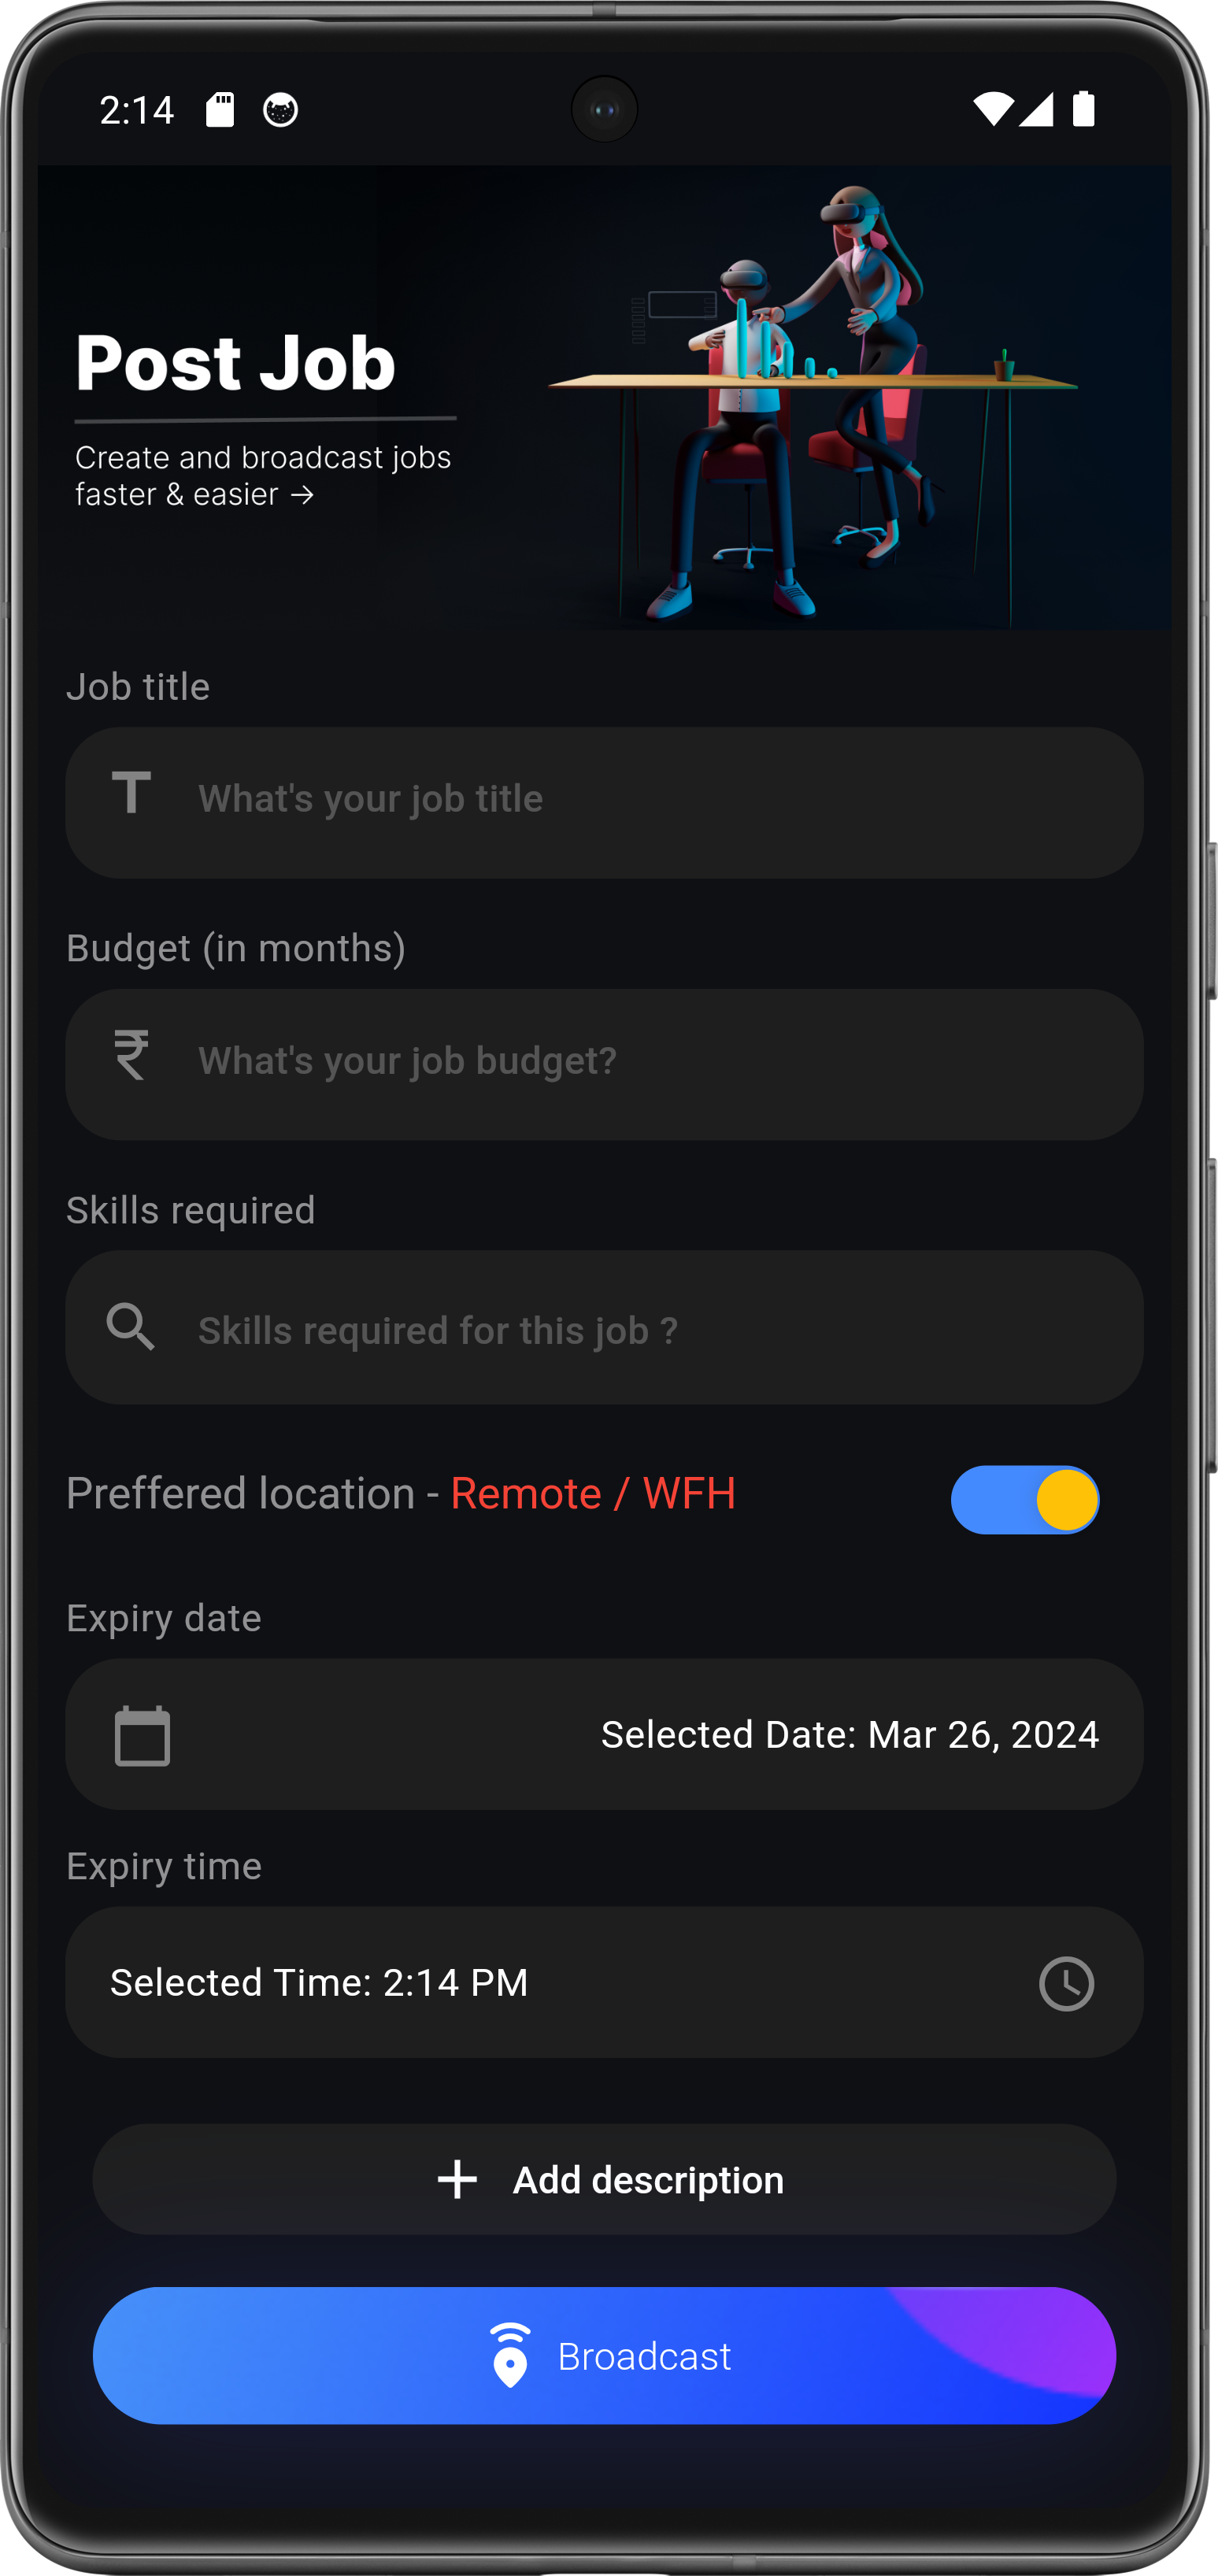 2:14
Post Job
Create and broadcast jobs
faster & easier →
Job title
What's your job title
Budget (in months)
₹ What's your job budget?
Skills required
Skills required for this job ?
Preffered location - Remote / WFH
Expiry date
Selected Date: Mar 26, 2024
Expiry time
Selected Time: 2:14 PM
+ Add description
Broadcast